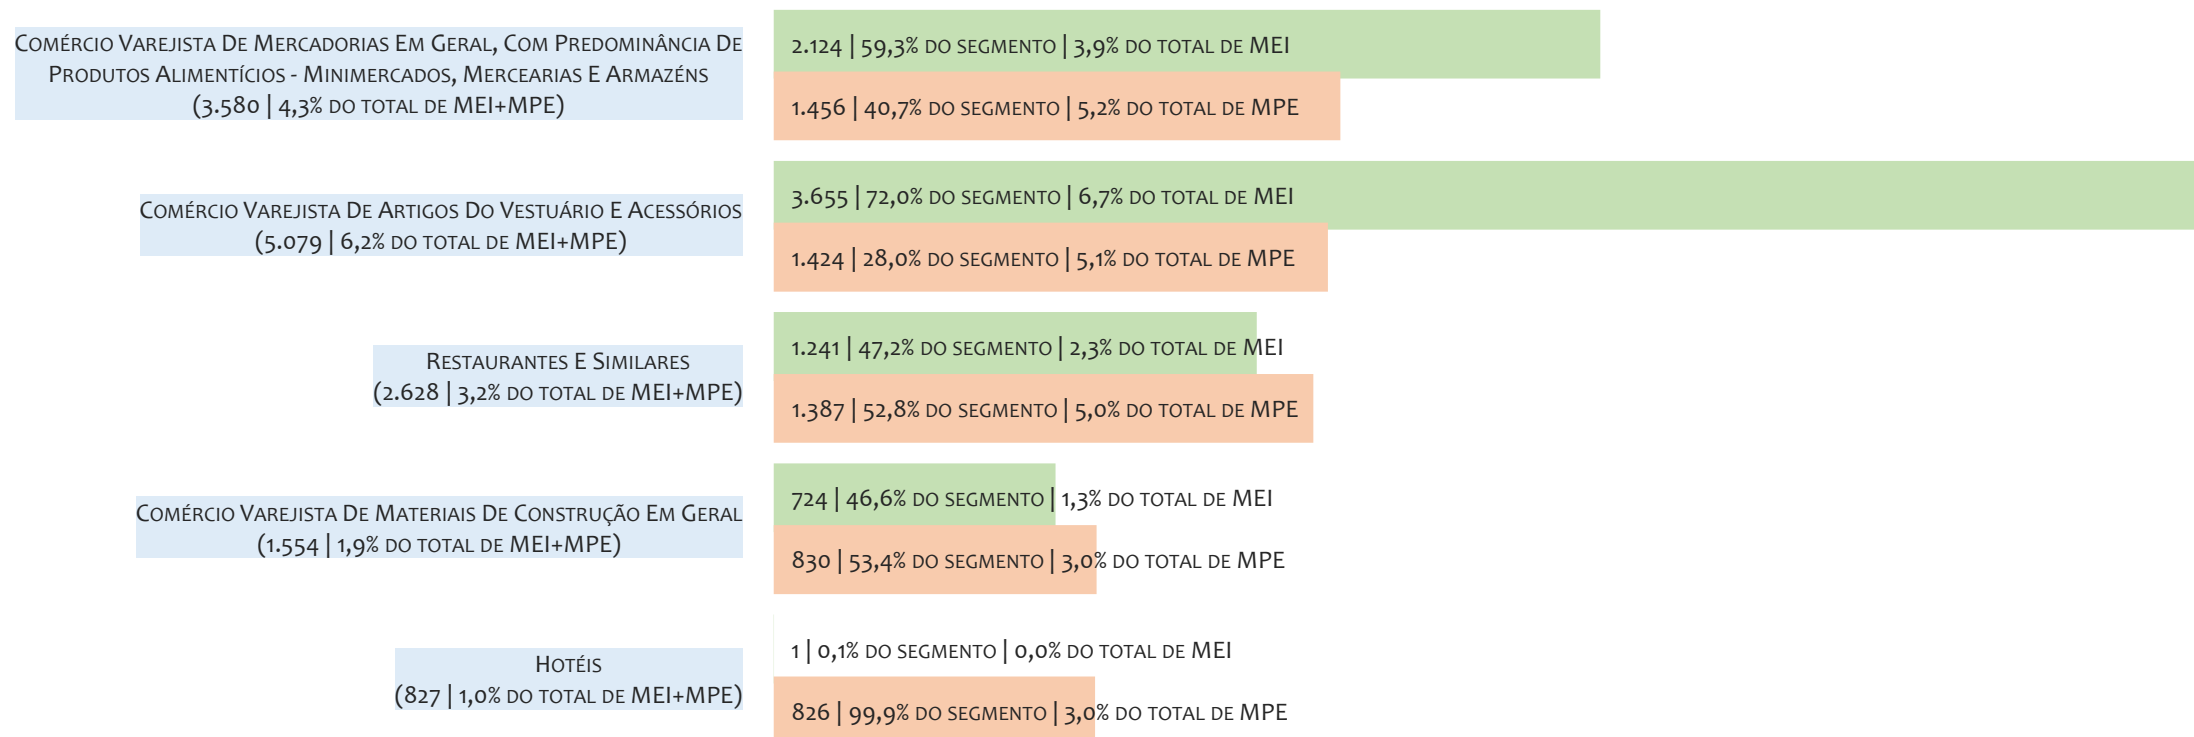 Comércio Varejista De Mercadorias Em Geral, Com Predominância De
Produtos Alimentícios - Minimercados, Mercearias E Armazéns
(3.580 | 4,3% do total de MEI+MPE)
2.124 | 59,3% do segmento | 3,9% do total de MEI
1.456 | 40,7% do segmento | 5,2% do total de MPE
Comércio Varejista De Artigos Do Vestuário E Acessórios
(5.079 | 6,2% do total de MEI+MPE)
3.655 | 72,0% do segmento | 6,7% do total de MEI
1.424 | 28,0% do segmento | 5,1% do total de MPE
Restaurantes E Similares
(2.628 | 3,2% do total de MEI+MPE)
1.241 | 47,2% do segmento | 2,3% do total de MEI
1.387 | 52,8% do segmento | 5,0% do total de MPE
Comércio Varejista De Materiais De Construção Em Geral
(1.554 | 1,9% do total de MEI+MPE)
724 | 46,6% do segmento | 1,3% do total de MEI
830 | 53,4% do segmento | 3,0% do total de MPE
Hotéis
(827 | 1,0% do total de MEI+MPE)
1 | 0,1% do segmento | 0,0% do total de MEI
826 | 99,9% do segmento | 3,0% do total de MPE